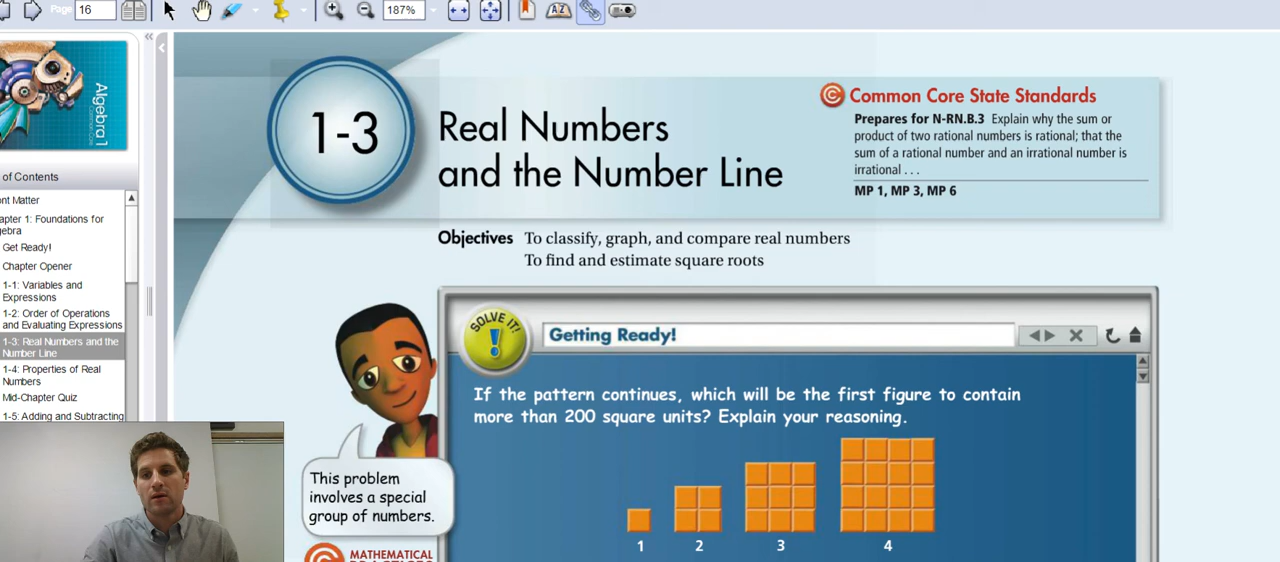 Page 16
187%
Algebra 1
of Contents
ont Matter
apter 1: Foundations for
ebra
Get Ready!
Chapter Opener
1-1: Variables and
Expressions
1-2: Order of Operations
and Evaluating Expressions
1-3: Real Numbers and the
Number Line
1-4: Properties of Real
Numbers
Mid-Chapter Quiz
1-5: Adding and Subtracting
1-3
Real Numbers
and the Number Line
Common Core State Standards
Prepares for N-RN.B.3 Explain why the sum or
product of two rational numbers is rational; that the
sum of a rational number and an irrational number is
irrational . . .
MP 1, MP 3, MP 6
Objectives To classify, graph, and compare real numbers
To find and estimate square roots
SOLVE IT!
Getting Ready!
If the pattern continues, which will be the first figure to contain
more than 200 square units? Explain your reasoning.
1 2 3 4
This problem
involves a special
group of numbers.
MATHEMATICAL